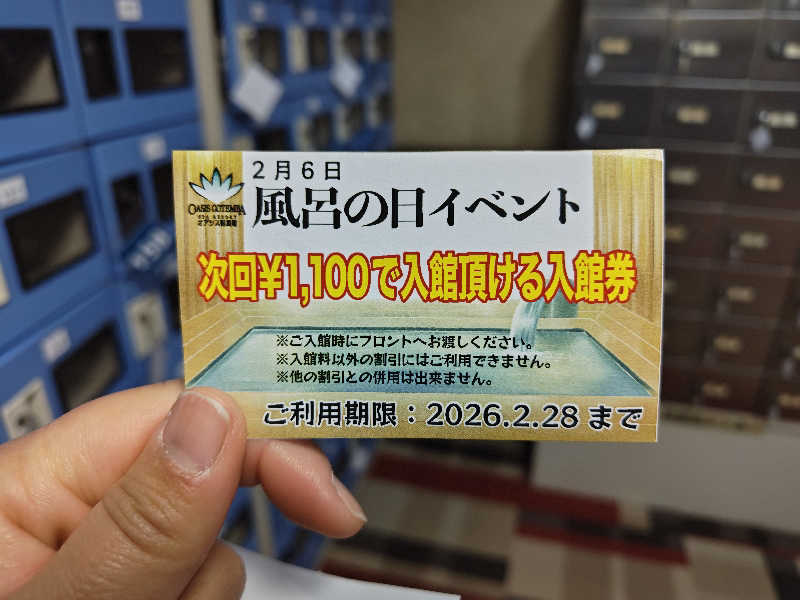 2月6日
風呂の日イベント
OASIS GOTEMBA
SPA RESORT
オアシス御殿場
次回¥1,100で入館頂ける入館券
※ご入館時にフロントへお渡しください。
※入館料以外の割引にはご利用できません。
※他の割引との併用は出来ません。
ご利用期限：2026.2.28まで